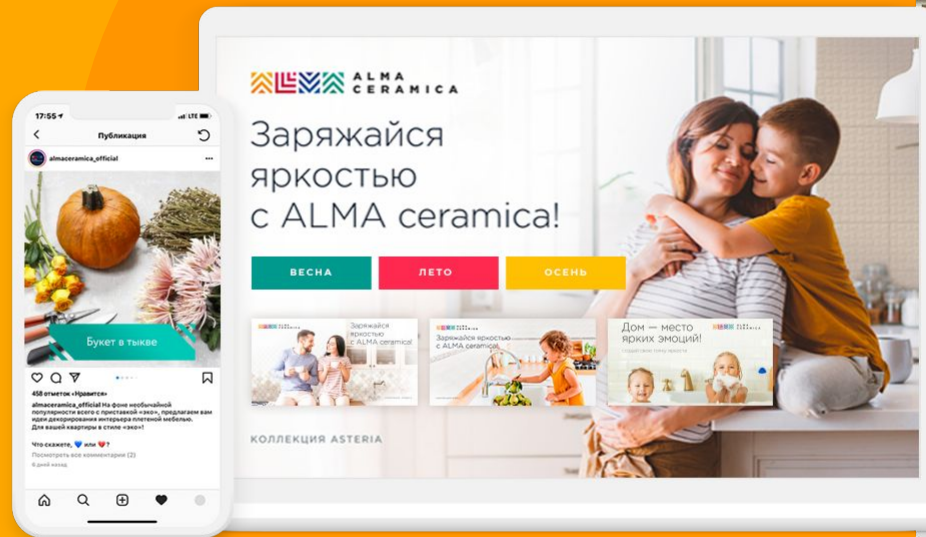 17:55
LTE
Публикация
almaceramica_official
Букет в тыкве
458 отметок «Нравится»
almaceramica_official На фоне необычайной
популярности всего с приставкой «эко», предлагаем вам
идеи декорирования интерьера плетеной мебелью.
Для вашей квартиры в стиле «эко»!
Что скажете, 💙 или ❤️?
Посмотреть все комментарии (2)
8 дней назад
ALMA
CERAMICA
Заряжайся
яркостью
с ALMA ceramica!
ВЕСНА
ЛЕТО
ОСЕНЬ
Заряжайся
яркостью
с ALMA ceramica!
Заряжайся яркостью
с ALMA ceramica!
Дом — место
ярких эмоций!
КОЛЛЕКЦИЯ ASTERIA